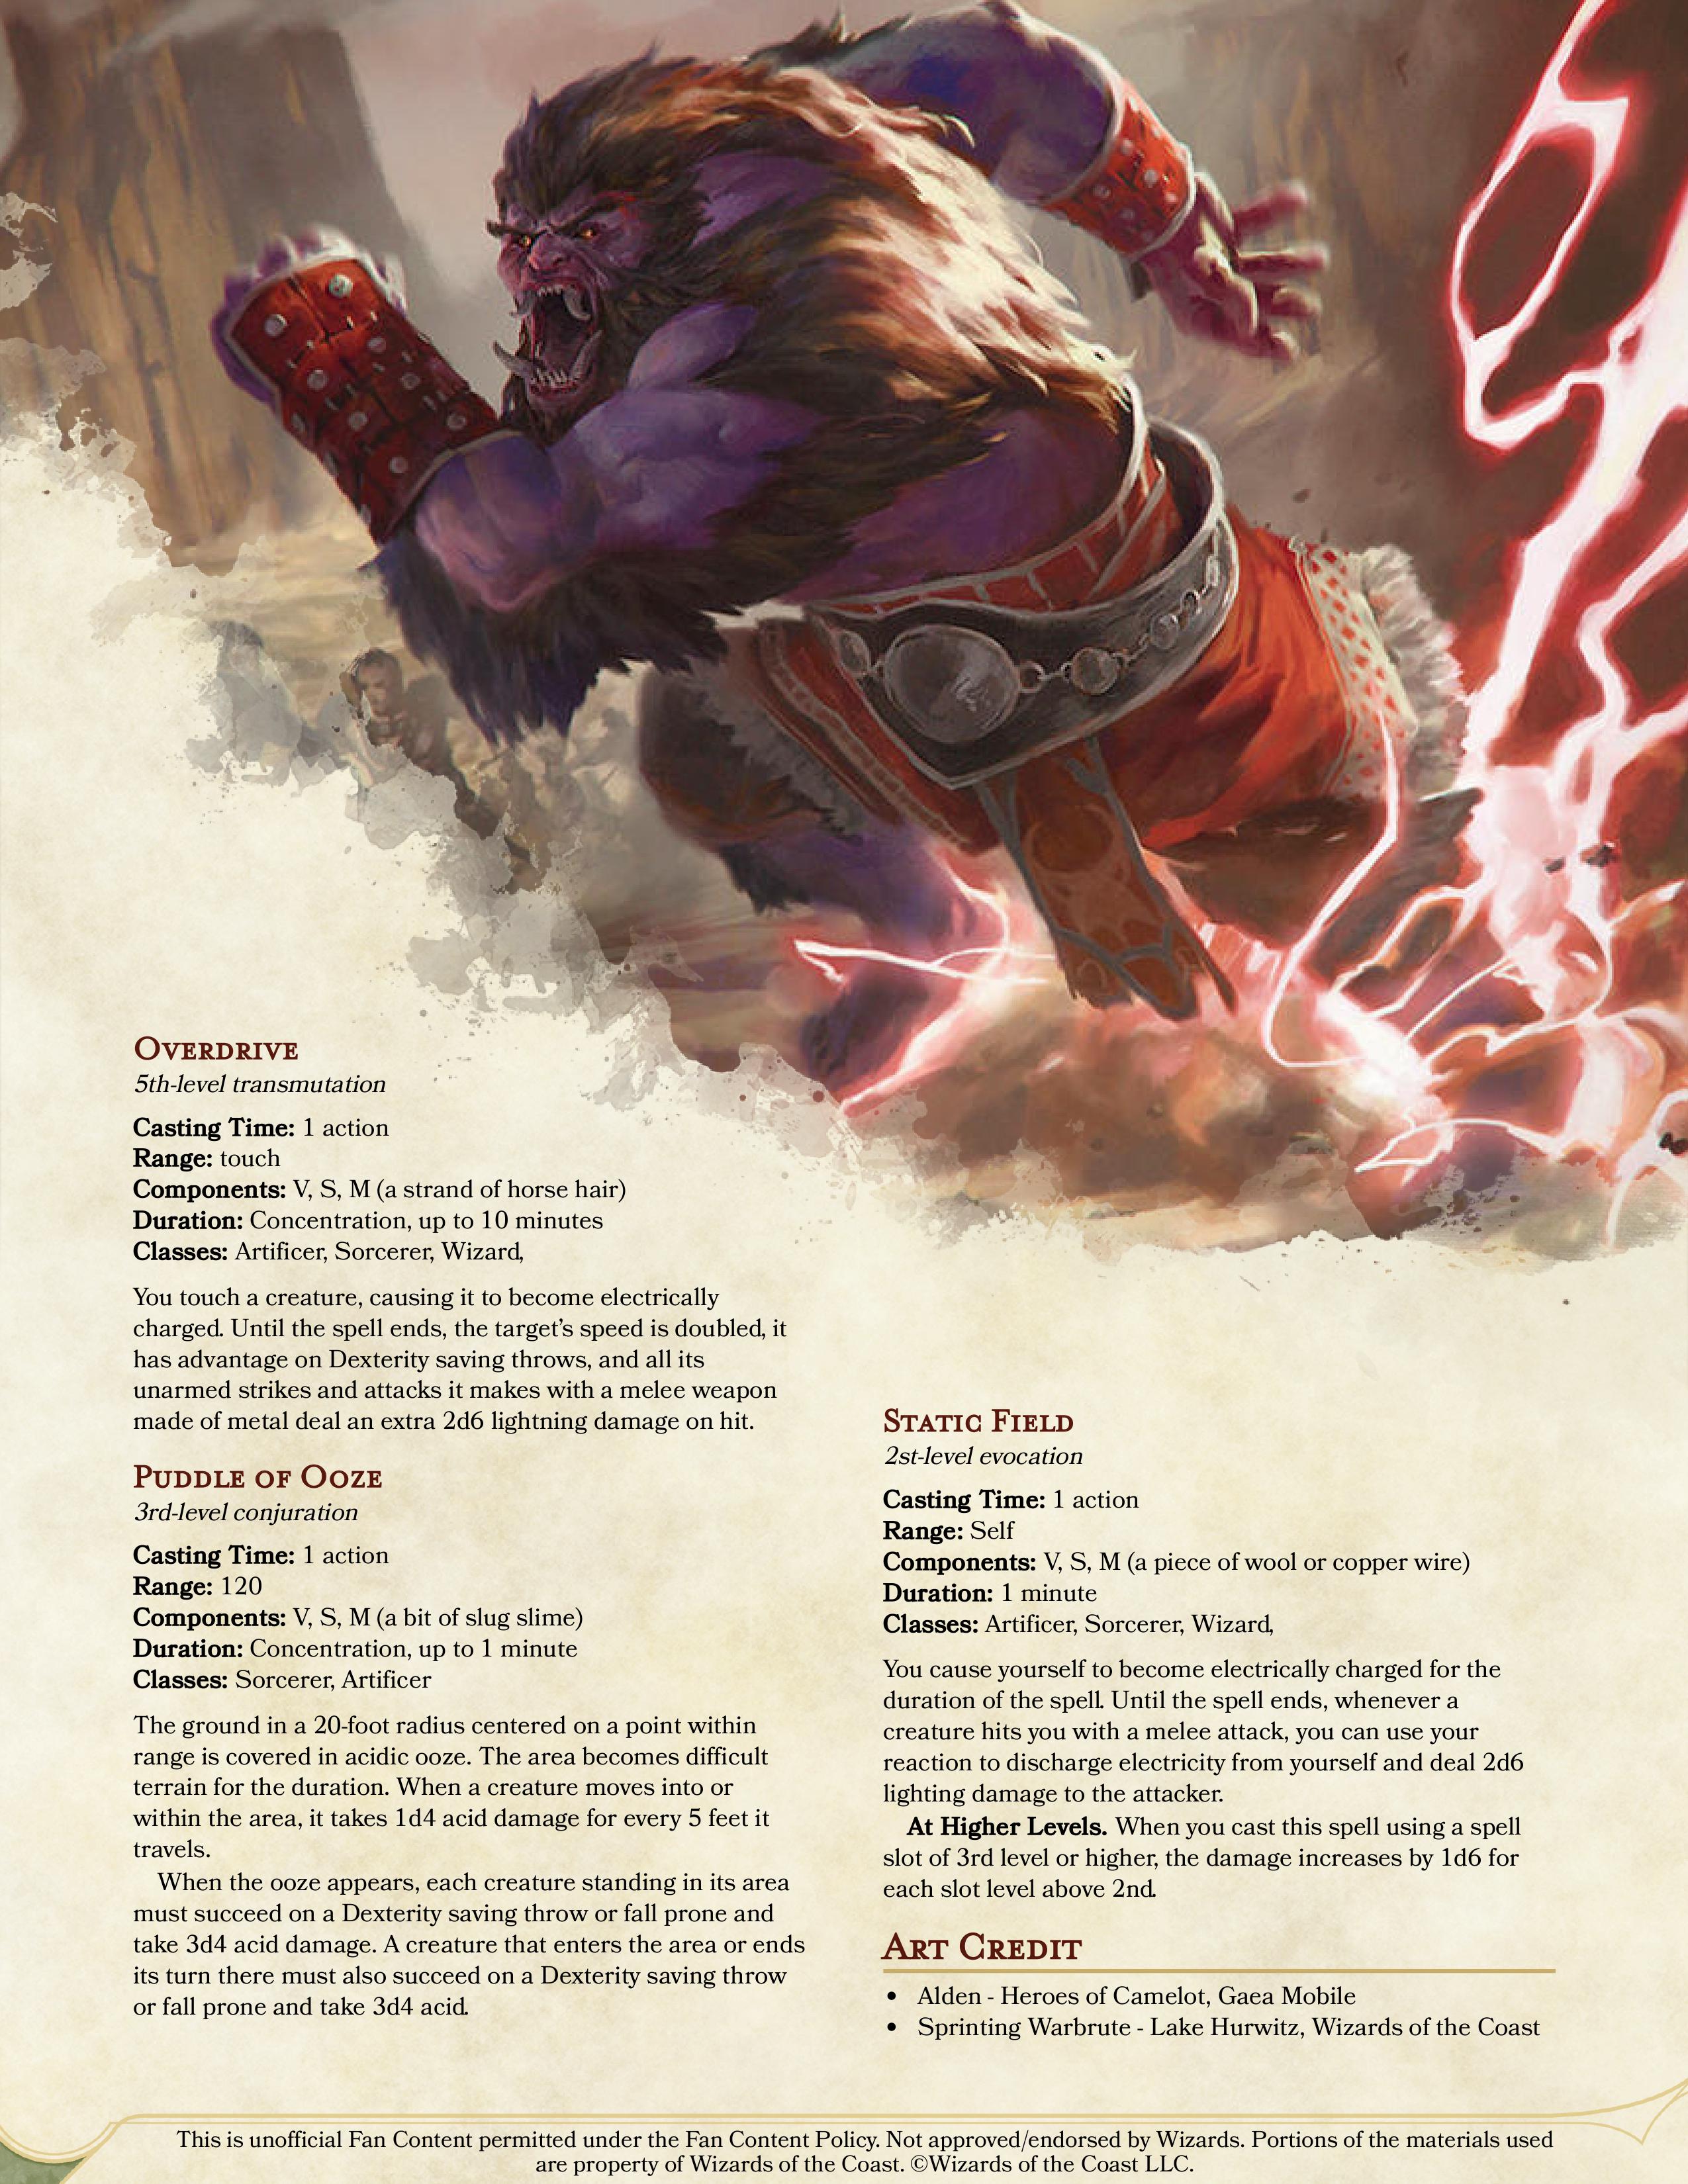 Overdrive
5th-level transmutation
Casting Time: 1 action
Range: touch
Components: V, S, M (a strand of horse hair)
Duration: Concentration, up to 10 minutes
Classes: Artificer, Sorcerer, Wizard,
You touch a creature, causing it to become electrically
charged. Until the spell ends, the target's speed is doubled, it
has advantage on Dexterity saving throws, and all its
unarmed strikes and attacks it makes with a melee weapon
made of metal deal an extra 2d6 lightning damage on hit.
Puddle of Ooze
3rd-level conjuration
Casting Time: 1 action
Range: 120
Components: V, S, M (a bit of slug slime)
Duration: Concentration, up to 1 minute
Classes: Sorcerer, Artificer
The ground in a 20-foot radius centered on a point within
range is covered in acidic ooze. The area becomes difficult
terrain for the duration. When a creature moves into or
within the area, it takes 1d4 acid damage for every 5 feet it
travels.
When the ooze appears, each creature standing in its area
must succeed on a Dexterity saving throw or fall prone and
take 3d4 acid damage. A creature that enters the area or ends
its turn there must also succeed on a Dexterity saving throw
or fall prone and take 3d4 acid.
Static Field
2st-level evocation
Casting Time: 1 action
Range: Self
Components: V, S, M (a piece of wool or copper wire)
Duration: 1 minute
Classes: Artificer, Sorcerer, Wizard,
You cause yourself to become electrically charged for the
duration of the spell. Until the spell ends, whenever a
creature hits you with a melee attack, you can use your
reaction to discharge electricity from yourself and deal 2d6
lighting damage to the attacker.
At Higher Levels. When you cast this spell using a spell
slot of 3rd level or higher, the damage increases by 1d6 for
each slot level above 2nd.
Art Credit
• Alden - Heroes of Camelot, Gaea Mobile
• Sprinting Warbrute - Lake Hurwitz, Wizards of the Coast
This is unofficial Fan Content permitted under the Fan Content Policy. Not approved/endorsed by Wizards. Portions of the materials used
are property of Wizards of the Coast. ©Wizards of the Coast LLC.